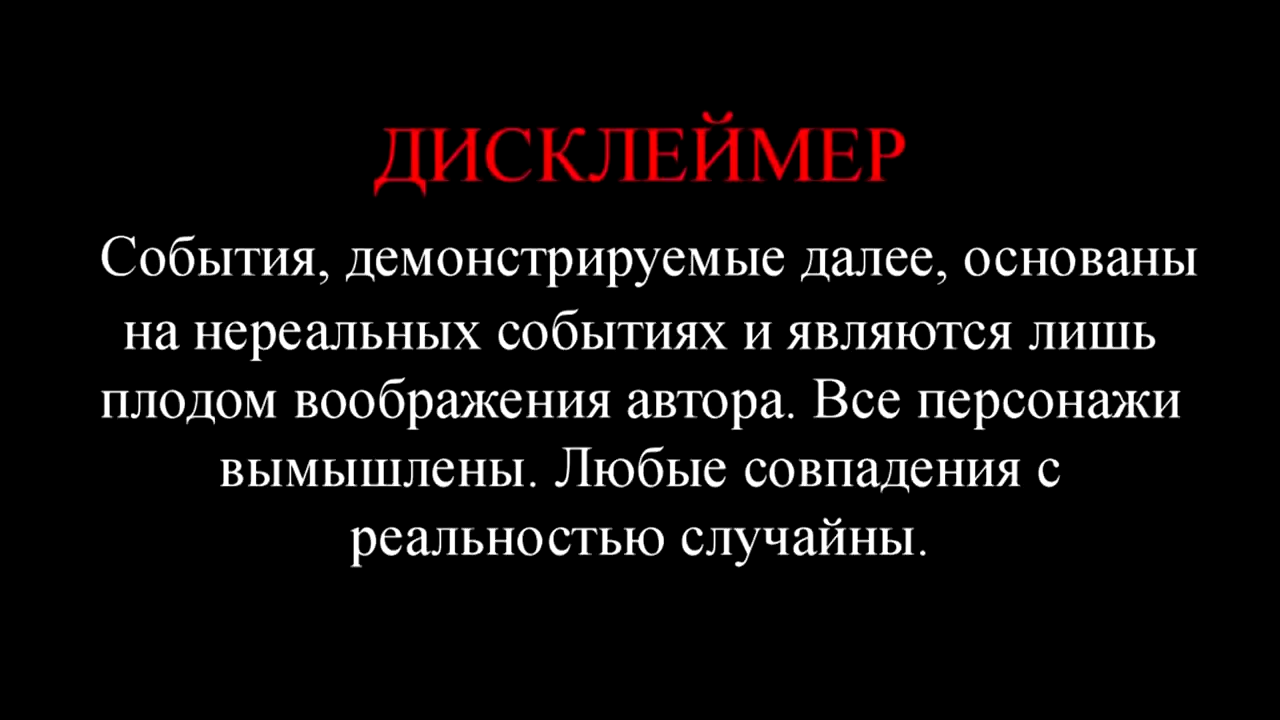 ДИСКЛЕЙМЕР
События, демонстрируемые далее, основаны
на нереальных событиях и являются лишь
плодом воображения автора. Все персонажи
вымышлены. Любые совпадения с
реальностью случайны.